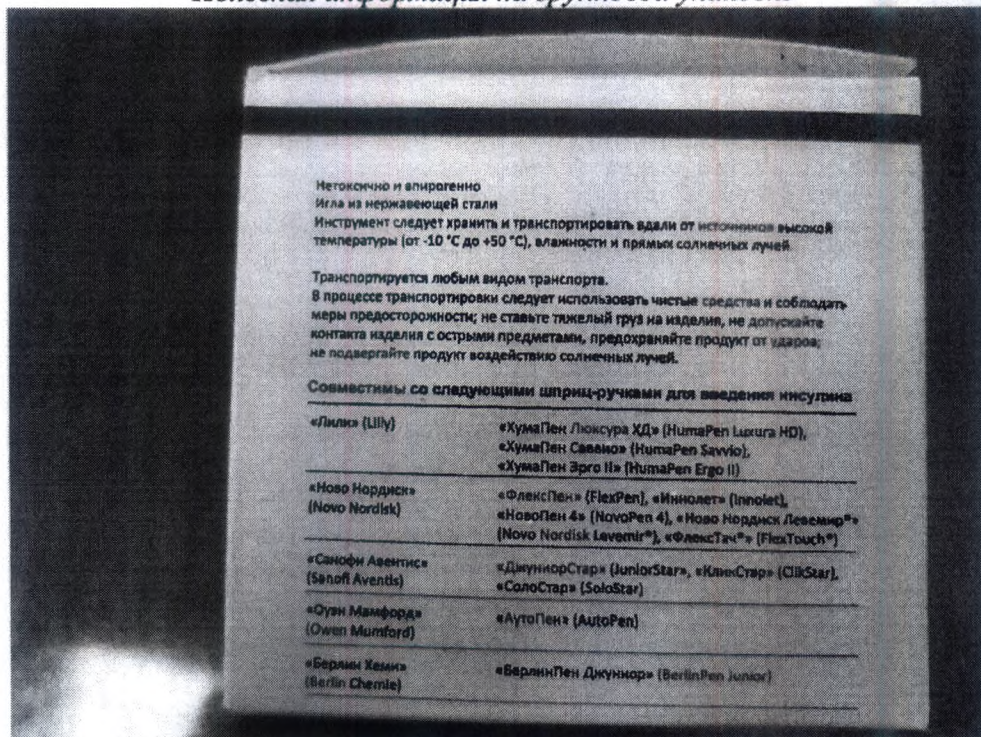 информация на групповой упаковке
Нетоксично и апирогенно
Игла из нержавеющей стали
Инструмент следует хранить и транспортировать вдали от источников высокой
температуры (от -10 °C до +50 °C), влажности и прямых солнечных лучей
Транспортируется любым видом транспорта.
В процессе транспортировки следует использовать чистые средства и соблюдать
меры предосторожности; не ставьте тяжелый груз на изделия, не допускайте
контакта изделия с острыми предметами, предохраняйте продукт от ударов;
не подвергайте продукт воздействию солнечных лучей.
Совместимы со следующими шприц-ручками для введения инсулина
«Лили» (Lilly) «ХумаПен Люксура ХД» (HumaPen Luxura HD),
«ХумаПен Саввио» (HumaPen Savvio),
«ХумаПен Эрго II» (HumaPen Ergo II)
«Ново Нордиск» «ФлексПен» (FlexPen), «Иннолет» (Innolet),
(Novo Nordisk) «НовоПен 4» (NovoPen 4), «Ново Нордиск Левемир®»
(Novo Nordisk Levemir®), «ФлексТач®» (FlexTouch®)
«Санофи Авентис» «ДжуниорСтар» (JuniorStar», «КликСтар» (ClikStar),
(Sanofi Aventis) «СолоСтар» (SoloStar)
«Оуэн Мамфорд» «АутоПен» (AutoPen)
(Owen Mumford)
«Берлин Хеми» «БерлинПен Джуниор» (BerlinPen Junior)
(Berlin Chemie)